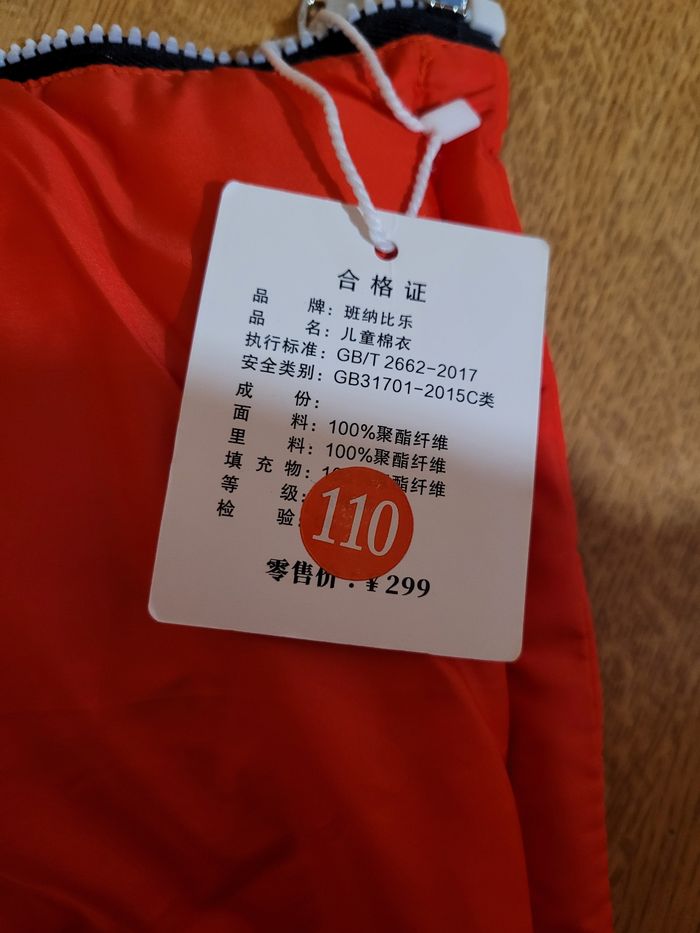 合格证
品牌：班纳比乐
品名：儿童棉衣
执行标准：GB/T 2662-2017
安全类别：GB31701-2015C类
成份：
面料：100%聚酯纤维
里料：100%聚酯纤维
填充物：酯纤维
等级：
检验：
110
零售价：¥299